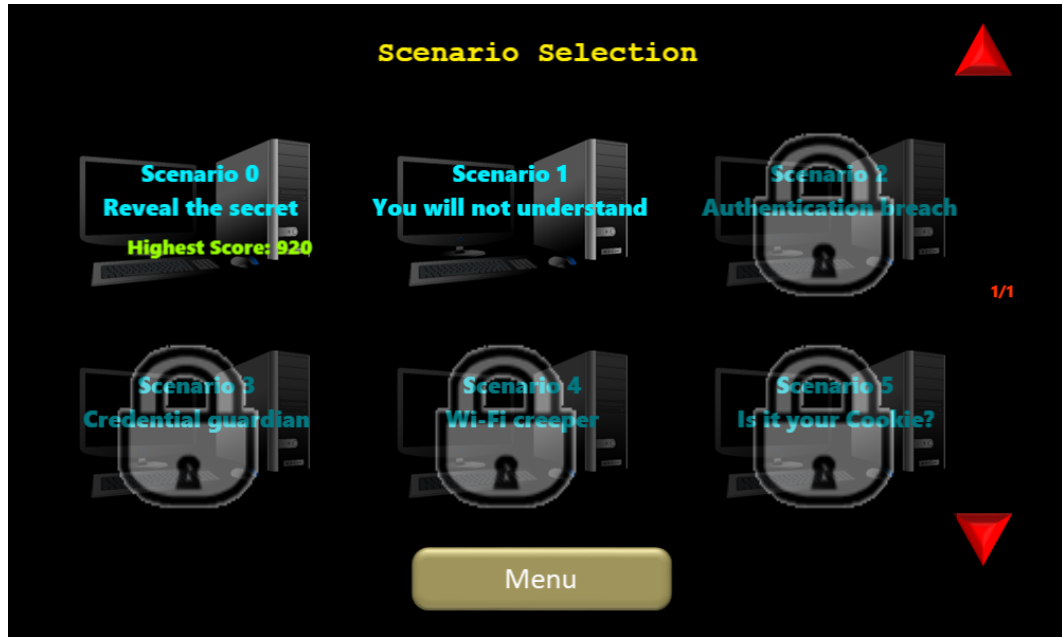 Scenario Selection
Scenario 0
Reveal the secret
Highest Score: 920
Scenario 1
You will not understand
Scenario 2
Authentication breach
1/1
Scenario 3
Credential guardian
Scenario 4
Wi-Fi creeper
Scenario 5
Is it your Cookie?
Menu